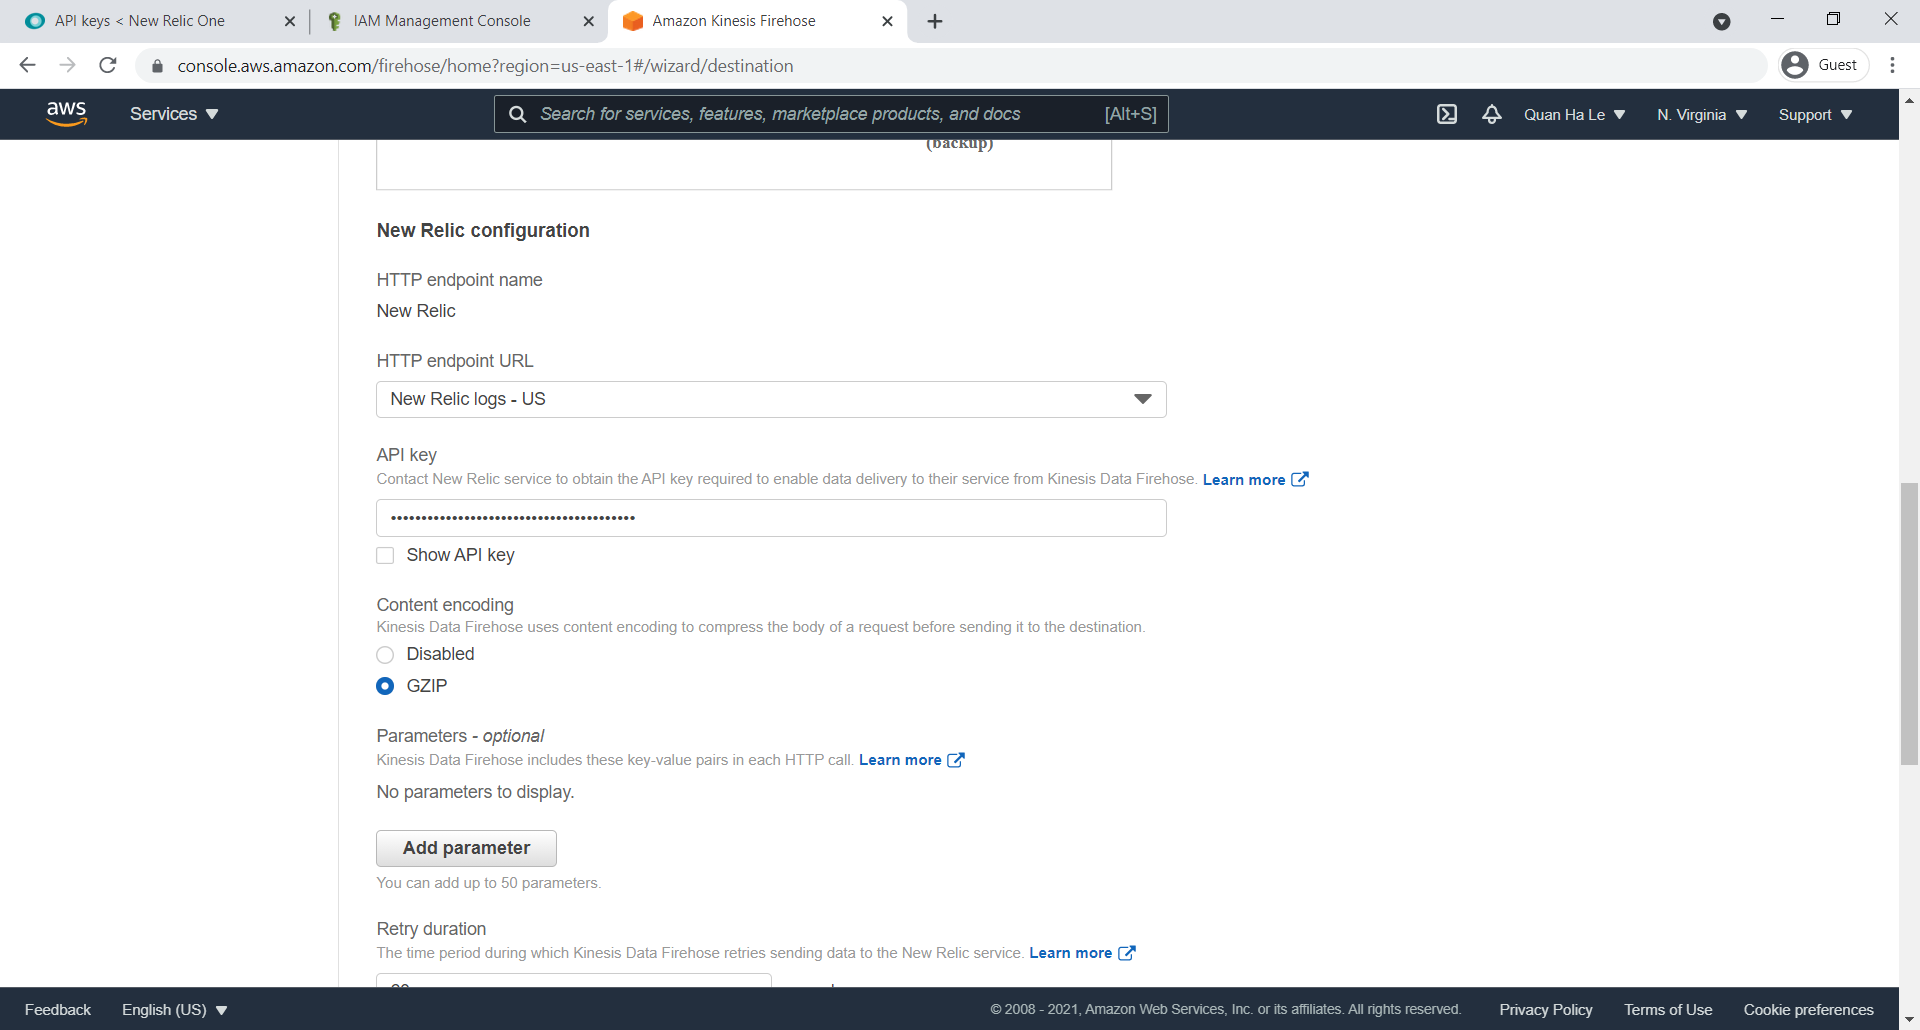 API keys < New Relic One
IAM Management Console
Amazon Kinesis Firehose
console.aws.amazon.com/firehose/home?region=us-east-1#/wizard/destination
Guest
aws
Services
Search for services, features, marketplace products, and docs
[Alt+S]
Quan Ha Le
N. Virginia
Support
(backup)
New Relic configuration
HTTP endpoint name
New Relic
HTTP endpoint URL
New Relic logs - US
API key
Contact New Relic service to obtain the API key required to enable data delivery to their service from Kinesis Data Firehose. Learn more
Show API key
Content encoding
Kinesis Data Firehose uses content encoding to compress the body of a request before sending it to the destination.
Disabled
GZIP
Parameters - optional
Kinesis Data Firehose includes these key-value pairs in each HTTP call. Learn more
No parameters to display.
Add parameter
You can add up to 50 parameters.
Retry duration
The time period during which Kinesis Data Firehose retries sending data to the New Relic service. Learn more
Feedback
English (US)
© 2008 - 2021, Amazon Web Services, Inc. or its affiliates. All rights reserved.
Privacy Policy
Terms of Use
Cookie preferences